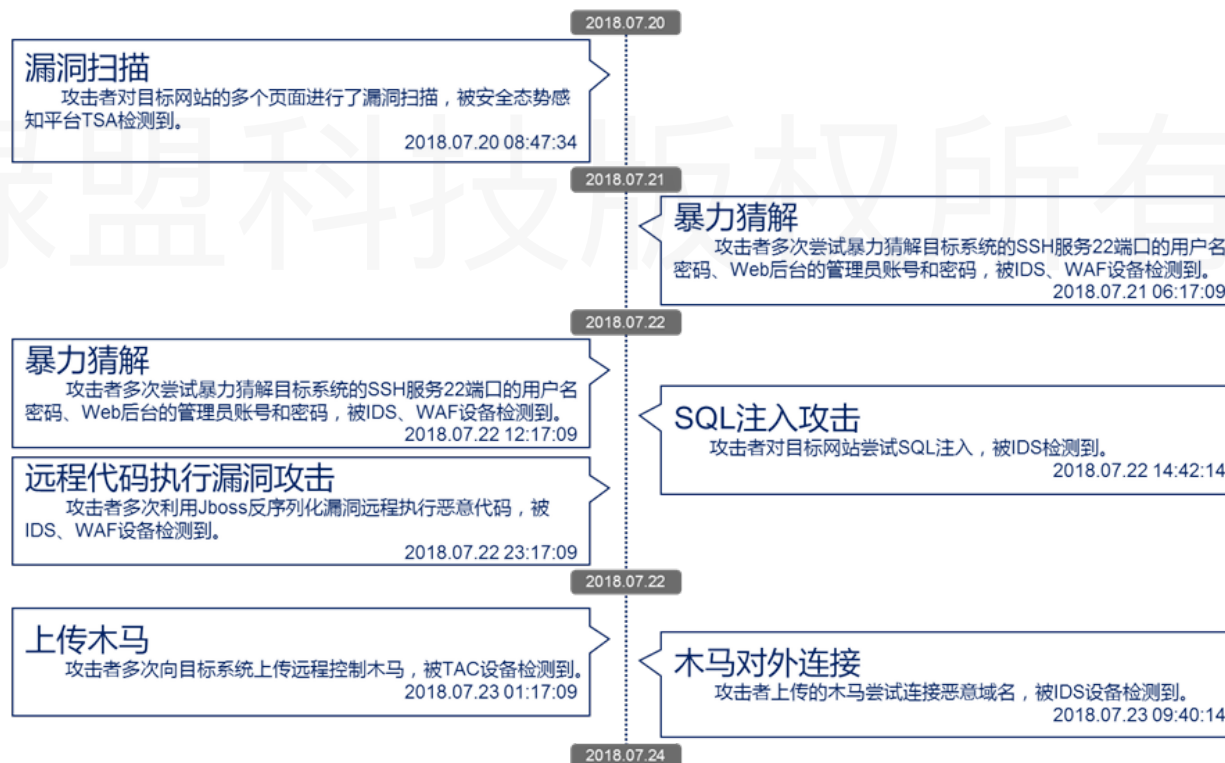 2018.07.20
漏洞扫描
攻击者对目标网站的多个页面进行了漏洞扫描，被安全态势感
知平台TSA检测到。
2018.07.20 08:47:34
2018.07.21
暴力猜解
攻击者多次尝试暴力猜解目标系统的SSH服务22端口的用户名
密码、Web后台的管理员账号和密码，被IDS、WAF设备检测到。
2018.07.21 06:17:09
2018.07.22
暴力猜解
攻击者多次尝试暴力猜解目标系统的SSH服务22端口的用户名
密码、Web后台的管理员账号和密码，被IDS、WAF设备检测到。
2018.07.22 12:17:09
SQL注入攻击
攻击者对目标网站尝试SQL注入，被IDS检测到。
2018.07.22 14:42:14
远程代码执行漏洞攻击
攻击者多次利用Jboss反序列化漏洞远程执行恶意代码，被
IDS、WAF设备检测到。
2018.07.22 23:17:09
2018.07.22
上传木马
攻击者多次向目标系统上传远程控制木马，被TAC设备检测到。
2018.07.23 01:17:09
木马对外连接
攻击者上传的木马尝试连接恶意域名，被IDS设备检测到。
2018.07.23 09:40:14
2018.07.24
盟科技版权所有